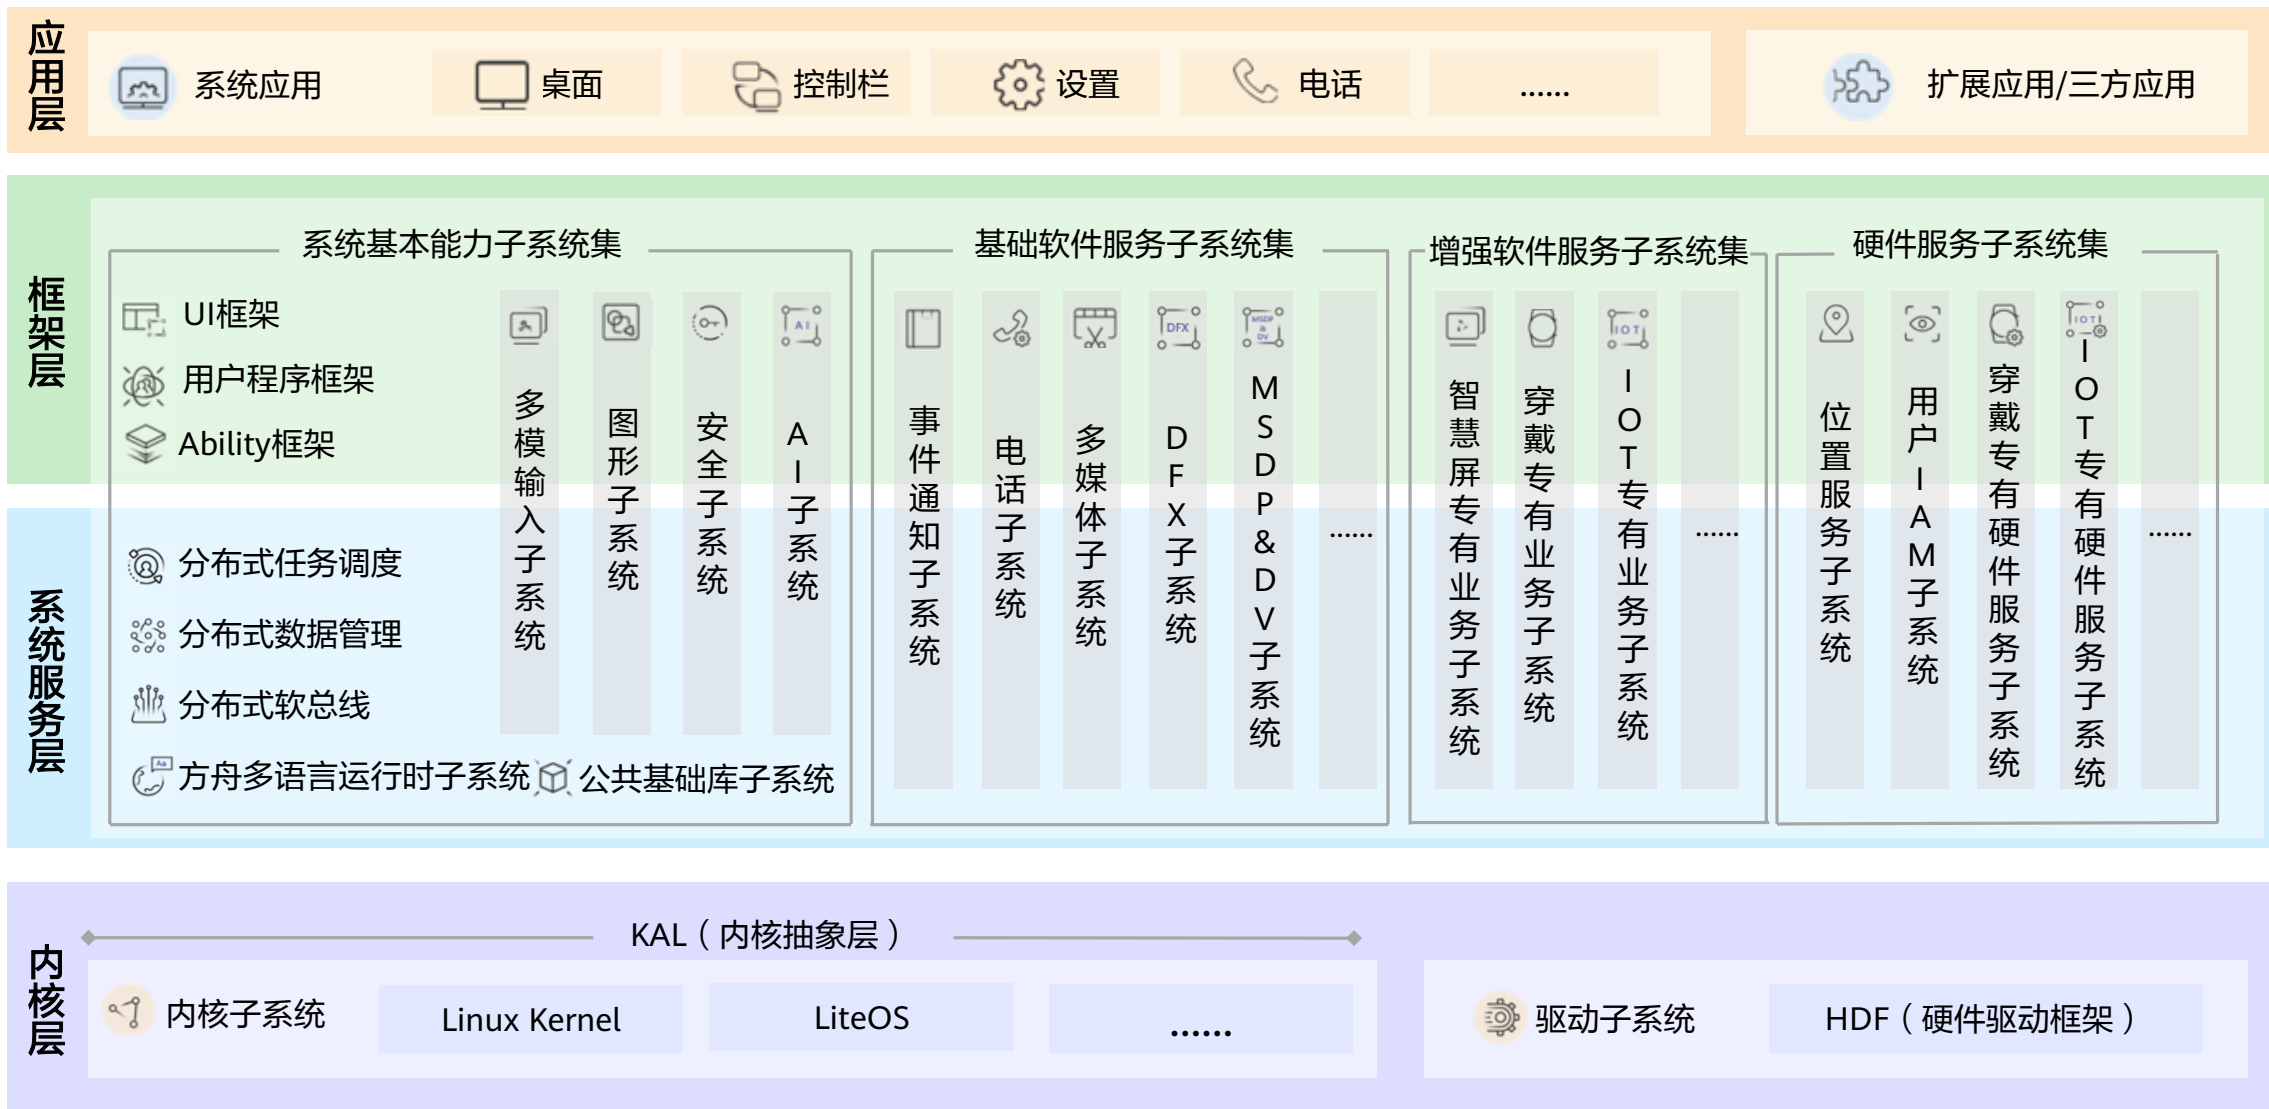 应用层
系统应用
桌面
控制栏
设置
电话
......
扩展应用/三方应用
框架层
系统基本能力子系统集
UI框架
用户程序框架
Ability框架
多模输入子系统
图形子系统
安全子系统
AI
AI子系统
基础软件服务子系统集
事件通知子系统
电话子系统
多媒体子系统
DFX
DFX子系统
MSDP
&
DV
MSDP&DV子系统
......
增强软件服务子系统集
智慧屏专有业务子系统
穿戴专有业务子系统
IOT
IOT专有业务子系统
......
硬件服务子系统集
位置服务子系统
用户IAM子系统
穿戴专有硬件服务子系统
IOT
IOT专有硬件服务子系统
......
系统服务层
分布式任务调度
分布式数据管理
分布式软总线
Aa
方舟多语言运行时子系统
公共基础库子系统
内核层
KAL（内核抽象层）
内核子系统
Linux Kernel
LiteOS
......
驱动子系统
HDF（硬件驱动框架）